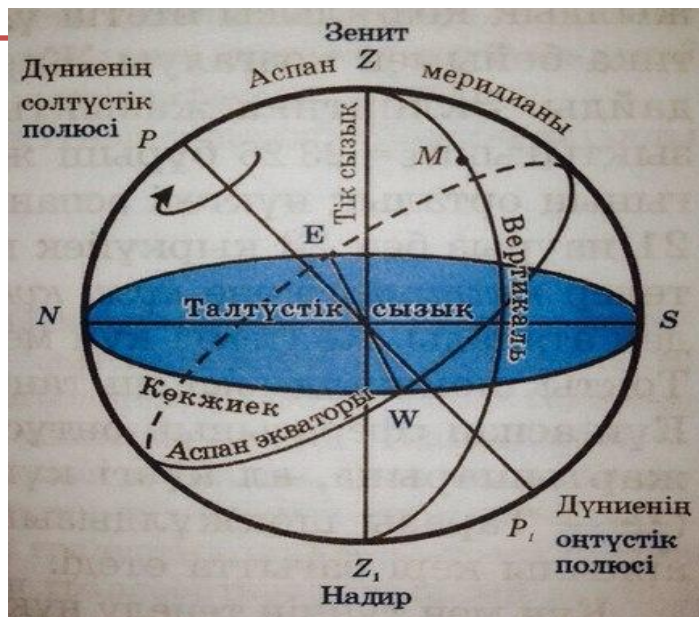 Зенит
Z
Дүниенің
солтүстік
полюсі
P
Аспан меридианы
Тік сызық
M
Вертикаль
E
N
Талтүстік сызық
S
Көкжиек
W
Аспан экваторы
P₁
Дүниенің
оңтүстік
полюсі
Z₁
Надир